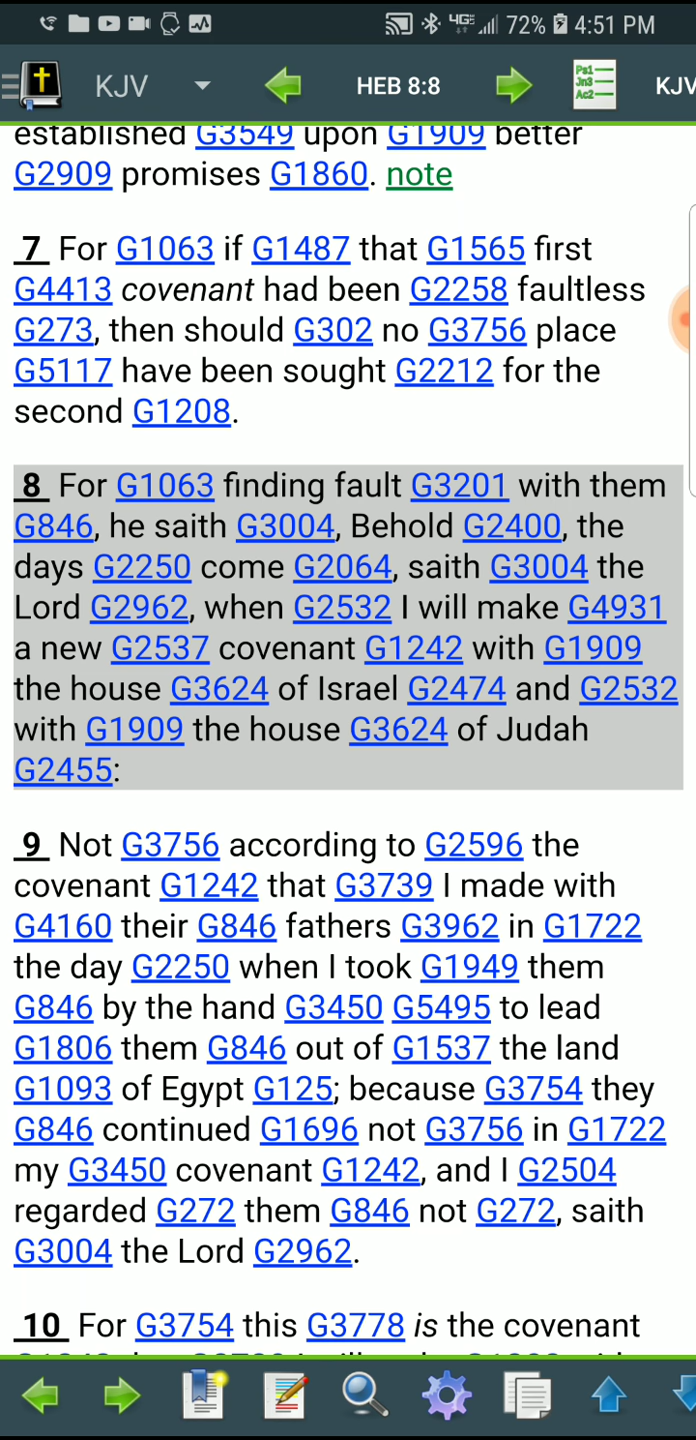 72% 4:51 PM
KJV HEB 8:8 KJV
established G3549 upon G1909 better
G2909 promises G1860. note
7 For G1063 if G1487 that G1565 first
G4413 covenant had been G2258 faultless
G273, then should G302 no G3756 place
G5117 have been sought G2212 for the
second G1208.
8 For G1063 finding fault G3201 with them
G846, he saith G3004, Behold G2400, the
days G2250 come G2064, saith G3004 the
Lord G2962, when G2532 I will make G4931
a new G2537 covenant G1242 with G1909
the house G3624 of Israel G2474 and G2532
with G1909 the house G3624 of Judah
G2455:
9 Not G3756 according to G2596 the
covenant G1242 that G3739 I made with
G4160 their G846 fathers G3962 in G1722
the day G2250 when I took G1949 them
G846 by the hand G3450 G5495 to lead
G1806 them G846 out of G1537 the land
G1093 of Egypt G125; because G3754 they
G846 continued G1696 not G3756 in G1722
my G3450 covenant G1242, and I G2504
regarded G272 them G846 not G272, saith
G3004 the Lord G2962.
10 For G3754 this G3778 is the covenant